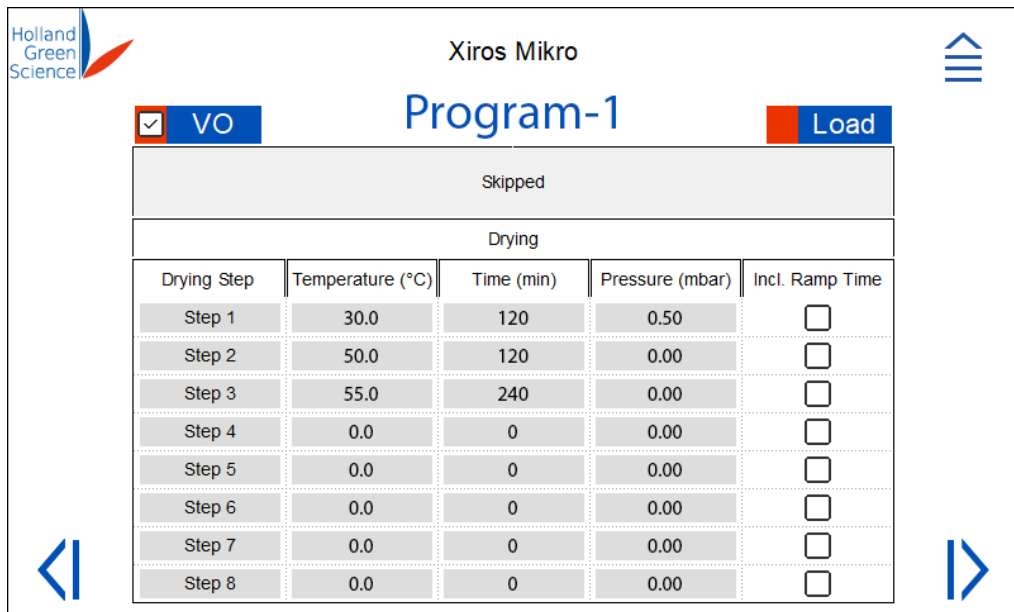 Holland
Green
Science
Xiros Mikro
Program-1
VO
Load
Skipped
Drying
Drying Step Temperature (°C) Time (min) Pressure (mbar) Incl. Ramp Time
Step 1 30.0 120 0.50
Step 2 50.0 120 0.00
Step 3 55.0 240 0.00
Step 4 0.0 0 0.00
Step 5 0.0 0 0.00
Step 6 0.0 0 0.00
Step 7 0.0 0 0.00
Step 8 0.0 0 0.00